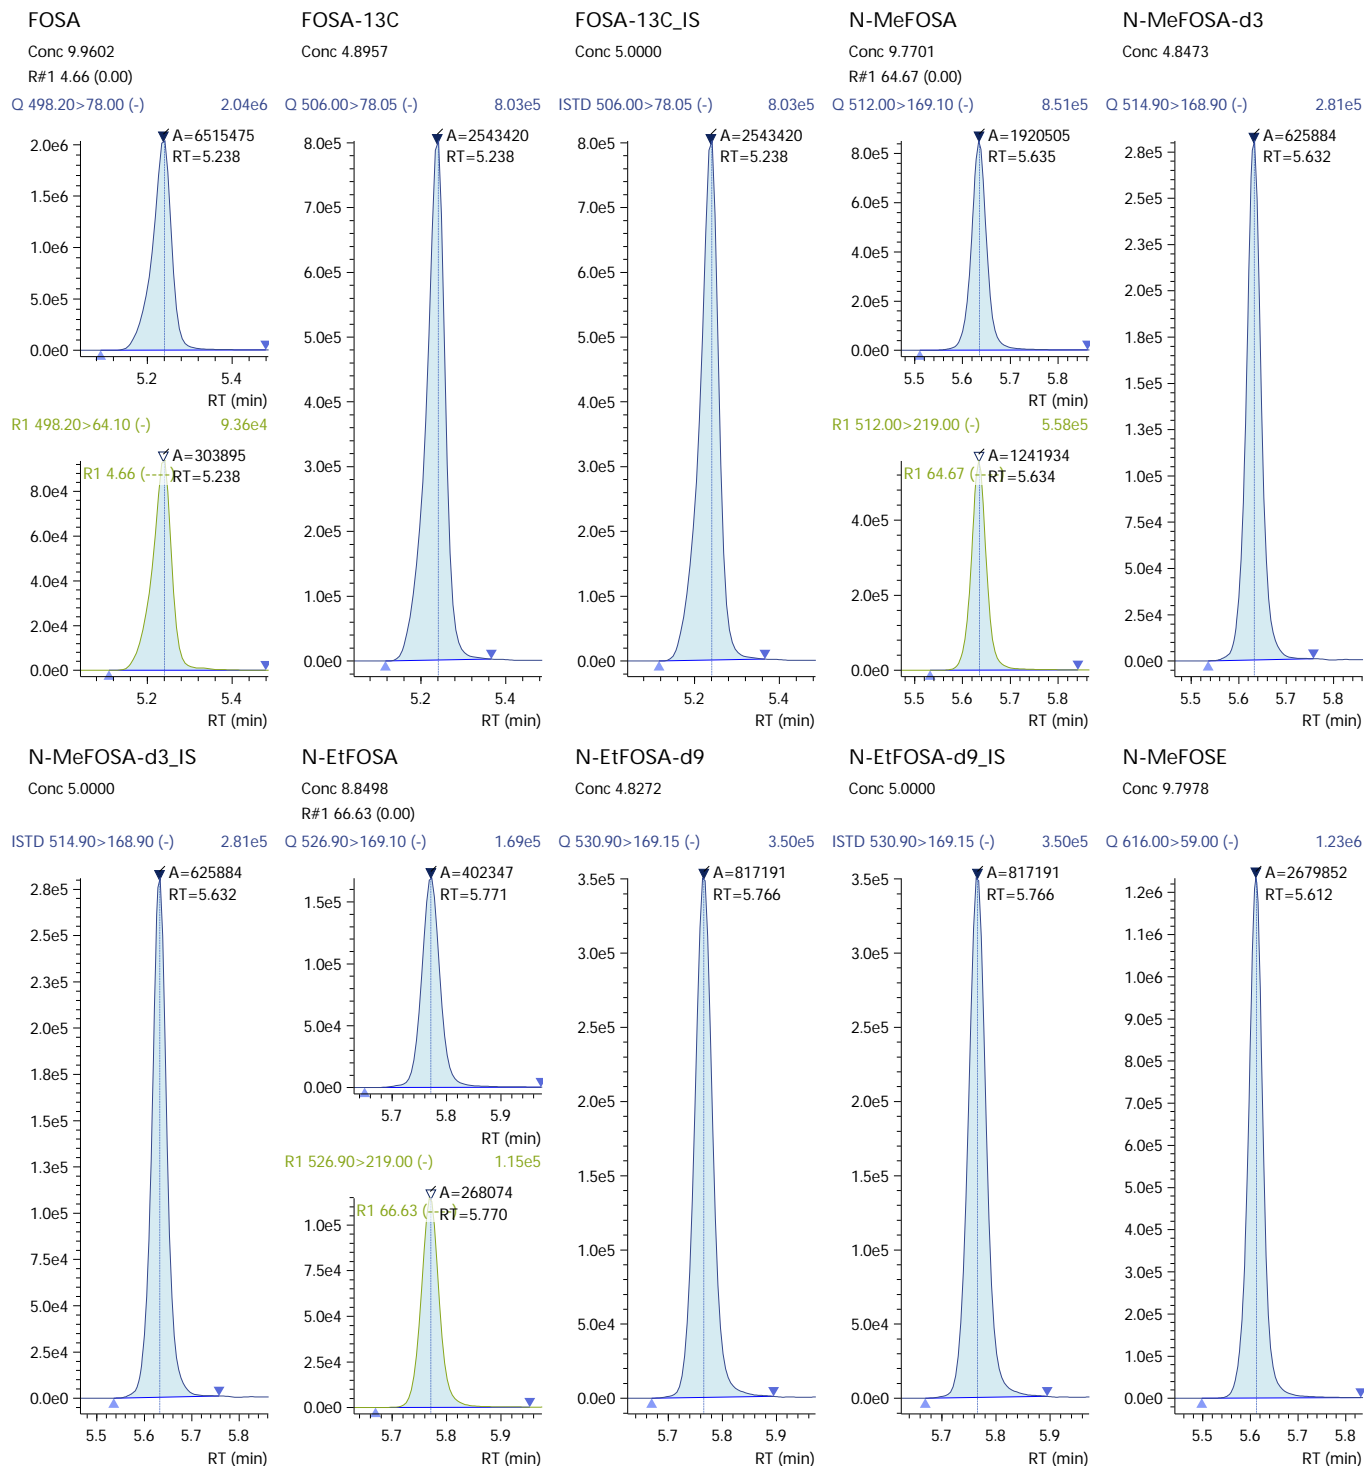 FOSA
Conc 9.9602
R#1 4.66 (0.00)
Q 498.20>78.00 (-) 2.04e6
A=6515475
RT=5.238
2.0e6
1.5e6
1.0e6
5.0e5
0.0e0
5.2 5.4
RT (min)
R1 498.20>64.10 (-) 9.36e4
A=303895
R1 4.66 (----)
RT=5.238
8.0e4
6.0e4
4.0e4
2.0e4
0.0e0
5.2 5.4
RT (min)
FOSA-13C
Conc 4.8957
Q 506.00>78.05 (-) 8.03e5
A=2543420
RT=5.238
8.0e5
7.0e5
6.0e5
5.0e5
4.0e5
3.0e5
2.0e5
1.0e5
0.0e0
5.2 5.4
RT (min)
FOSA-13C_IS
Conc 5.0000
ISTD 506.00>78.05 (-) 8.03e5
A=2543420
RT=5.238
8.0e5
7.0e5
6.0e5
5.0e5
4.0e5
3.0e5
2.0e5
1.0e5
0.0e0
5.2 5.4
RT (min)
N-MeFOSA
Conc 9.7701
R#1 64.67 (0.00)
Q 512.00>169.10 (-) 8.51e5
A=1920505
RT=5.635
8.0e5
6.0e5
4.0e5
2.0e5
0.0e0
5.5 5.6 5.7 5.8
RT (min)
R1 512.00>219.00 (-) 5.58e5
A=1241934
R1 64.67 (----)
RT=5.634
4.0e5
2.0e5
0.0e0
5.5 5.6 5.7 5.8
RT (min)
N-MeFOSA-d3
Conc 4.8473
Q 514.90>168.90 (-) 2.81e5
A=625884
RT=5.632
2.8e5
2.5e5
2.3e5
2.0e5
1.8e5
1.5e5
1.3e5
1.0e5
7.5e4
5.0e4
2.5e4
0.0e0
5.5 5.6 5.7 5.8
RT (min)
N-MeFOSA-d3_IS
Conc 5.0000
ISTD 514.90>168.90 (-) 2.81e5
A=625884
RT=5.632
2.8e5
2.5e5
2.3e5
2.0e5
1.8e5
1.5e5
1.3e5
1.0e5
7.5e4
5.0e4
2.5e4
0.0e0
5.5 5.6 5.7 5.8
RT (min)
N-EtFOSA
Conc 8.8498
R#1 66.63 (0.00)
Q 526.90>169.10 (-) 1.69e5
A=402347
RT=5.771
1.5e5
1.0e5
5.0e4
0.0e0
5.7 5.8 5.9
RT (min)
R1 526.90>219.00 (-) 1.15e5
A=268074
R1 66.63 (----)
RT=5.770
1.0e5
7.5e4
5.0e4
2.5e4
0.0e0
5.7 5.8 5.9
RT (min)
N-EtFOSA-d9
Conc 4.8272
Q 530.90>169.15 (-) 3.50e5
A=817191
RT=5.766
3.5e5
3.0e5
2.5e5
2.0e5
1.5e5
1.0e5
5.0e4
0.0e0
5.7 5.8 5.9
RT (min)
N-EtFOSA-d9_IS
Conc 5.0000
ISTD 530.90>169.15 (-) 3.50e5
A=817191
RT=5.766
3.5e5
3.0e5
2.5e5
2.0e5
1.5e5
1.0e5
5.0e4
0.0e0
5.7 5.8 5.9
RT (min)
N-MeFOSE
Conc 9.7978
Q 616.00>59.00 (-) 1.23e6
A=2679852
RT=5.612
1.2e6
1.1e6
1.0e6
9.0e5
8.0e5
7.0e5
6.0e5
5.0e5
4.0e5
3.0e5
2.0e5
1.0e5
0.0e0
5.5 5.6 5.7 5.8
RT (min)